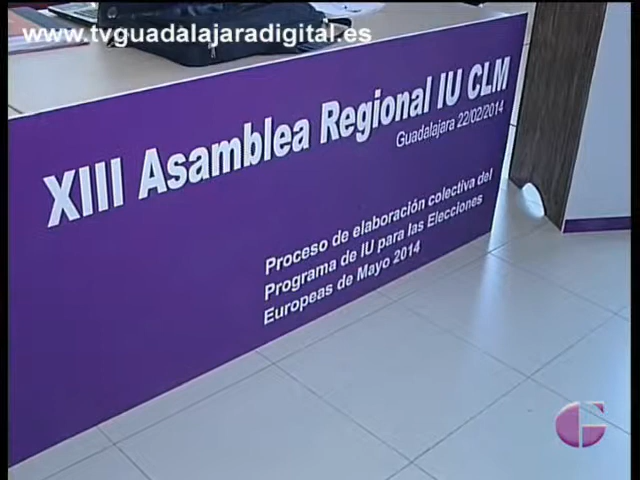 www.tvguadalajaradigital.es
XIII Asamblea Regional IU CLM
Guadalajara 22/02/2014
Proceso de elaboración colectiva del
Programa de IU para las Elecciones
Europeas de Mayo 2014